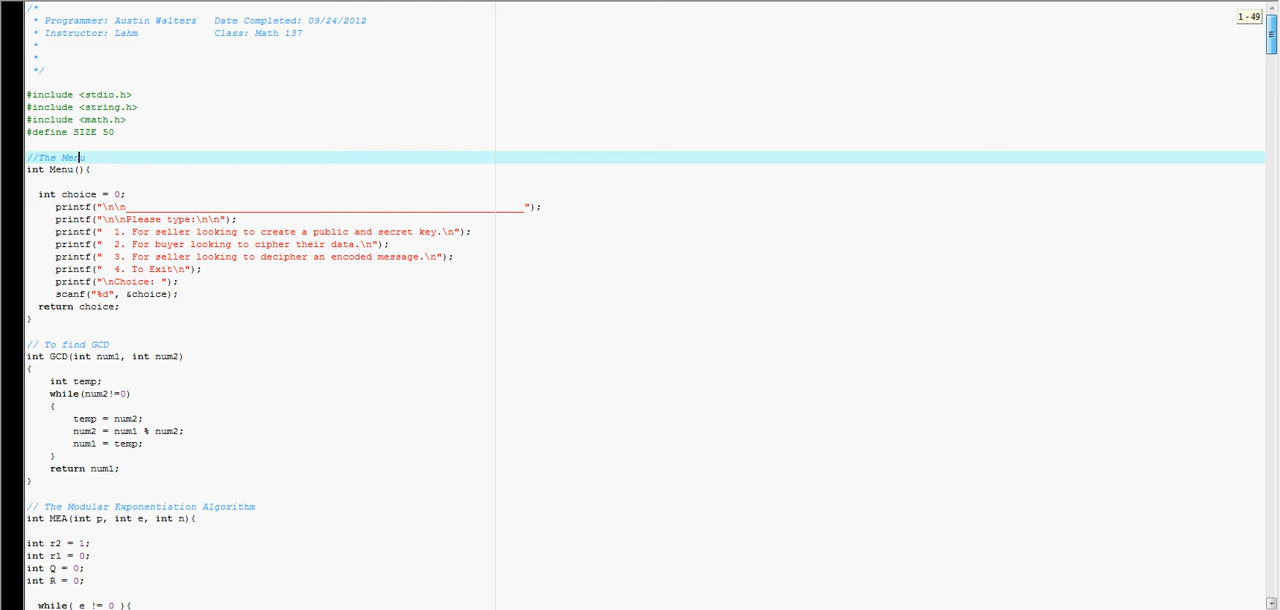 /*
* Programmer: Austin Walters Date Completed: 09/24/2012
* Instructor: Lahm Class: Math 137
*
*
*/
#include <stdio.h>
#include <string.h>
#include <math.h>
#define SIZE 50
//The Menu
int Menu(){
int choice = 0;
printf("\n\n____________________________________________________________________");
printf("\n\nPlease type:\n\n");
printf("  1. For seller looking to create a public and secret key.\n");
printf("  2. For buyer looking to cipher their data.\n");
printf("  3. For seller looking to decipher an encoded message.\n");
printf("  4. To Exit\n");
printf("\nChoice: ");
scanf("%d", &choice);
return choice;
}
// To find GCD
int GCD(int num1, int num2)
{
int temp;
while(num2!=0)
{
temp = num2;
num2 = num1 % num2;
num1 = temp;
}
return num1;
}
// The Modular Exponentiation Algorithm
int MEA(int p, int e, int n){
int r2 = 1;
int r1 = 0;
int Q = 0;
int R = 0;
while( e != 0 ){
1 - 49